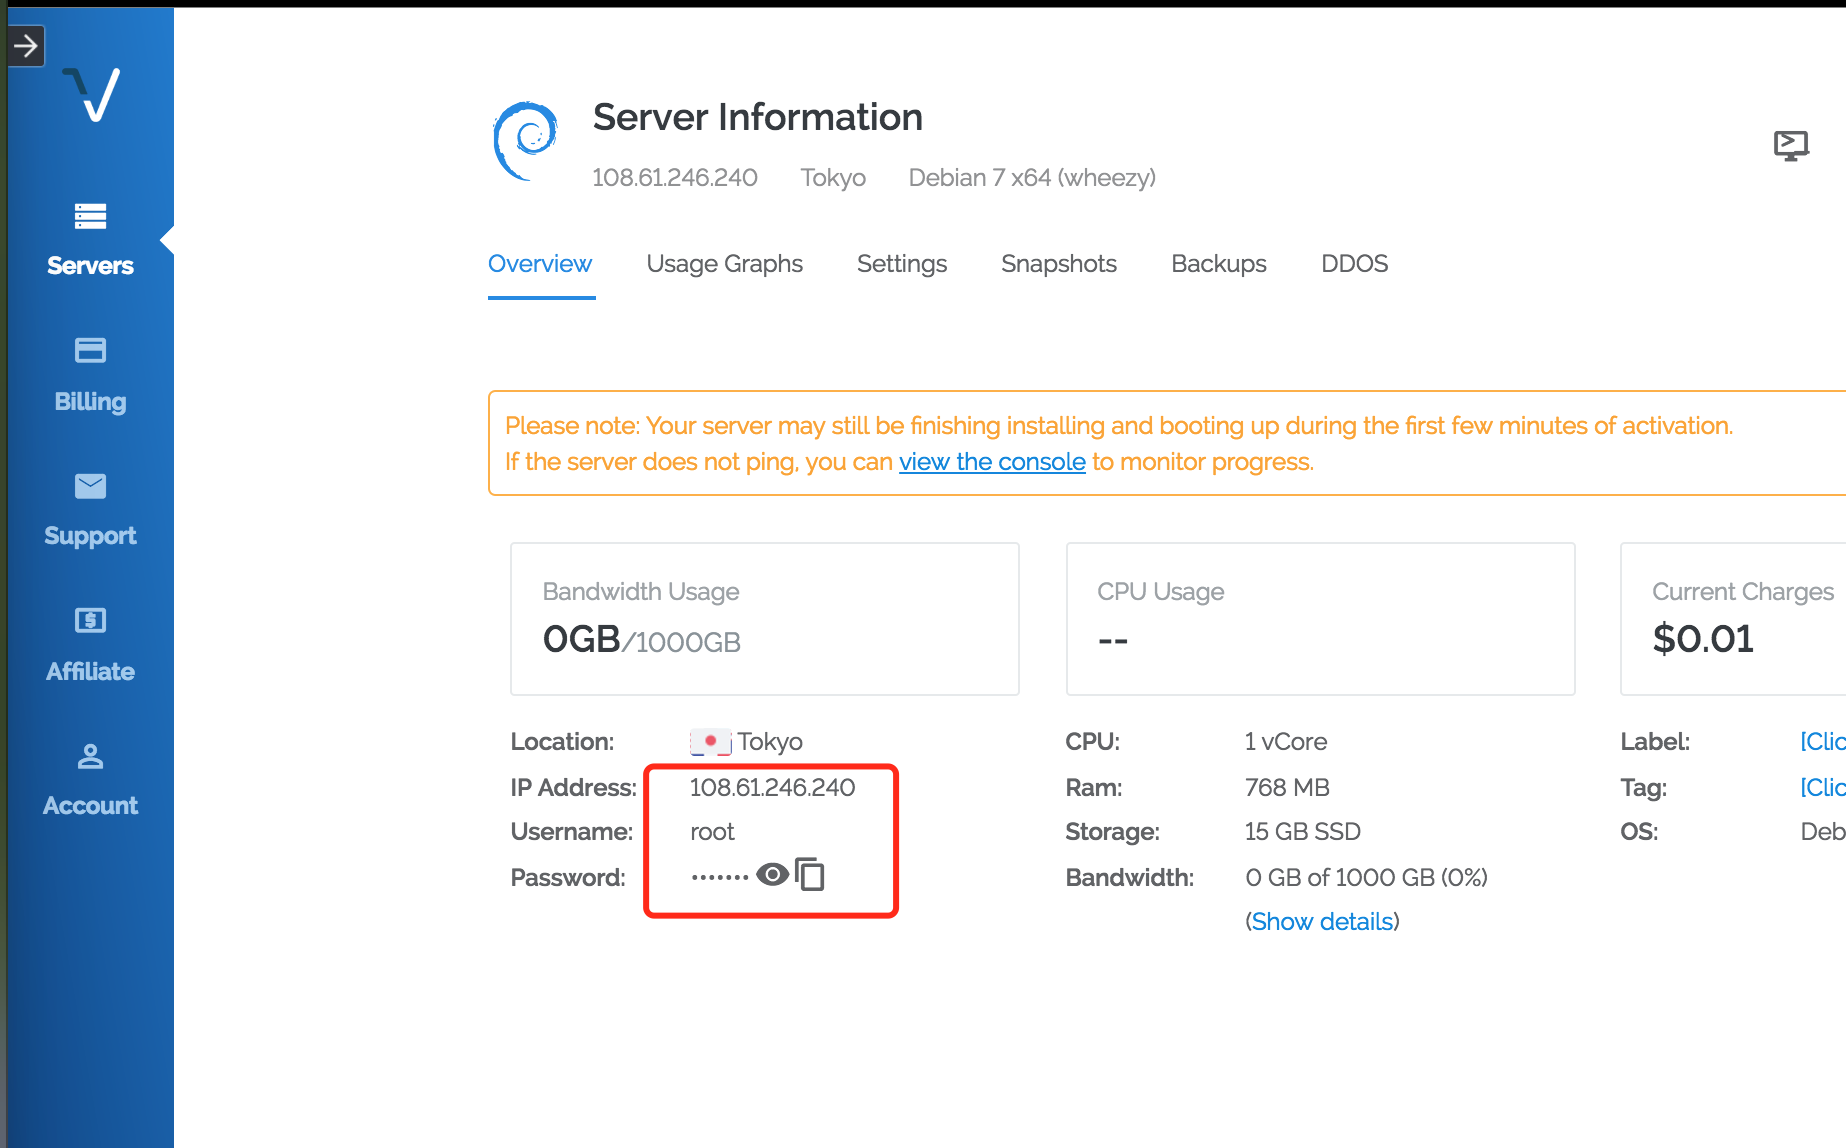 Server Information
108.61.246.240 Tokyo Debian 7 x64 (wheezy)
Servers
Billing
Support
Affiliate
Account
Overview Usage Graphs Settings Snapshots Backups DDOS
Please note: Your server may still be finishing installing and booting up during the first few minutes of activation.
If the server does not ping, you can view the console to monitor progress.
Bandwidth Usage
0GB/1000GB
CPU Usage
--
Current Charges
$0.01
Location: Tokyo
IP Address: 108.61.246.240
Username: root
Password: •••••••
CPU: 1 vCore
Ram: 768 MB
Storage: 15 GB SSD
Bandwidth: 0 GB of 1000 GB (0%)
(Show details)
Label: [Clic
Tag: [Clic
OS: Deb